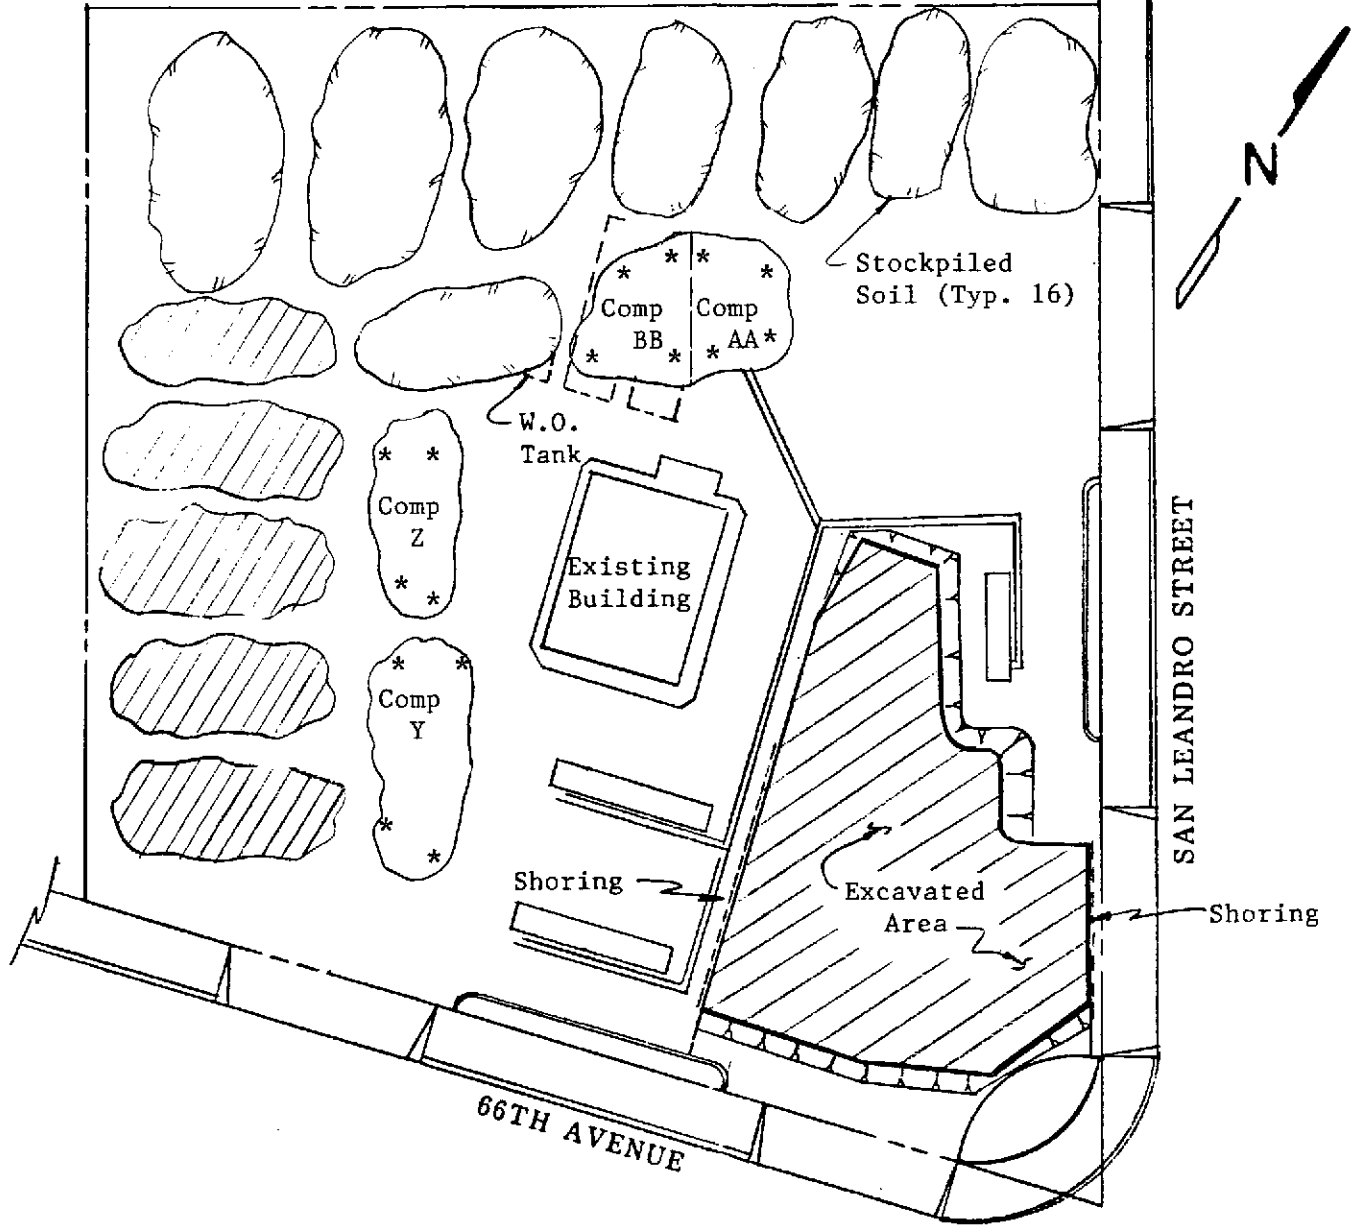 N
Stockpiled
Soil (Typ. 16)
* * * *
Comp
BB
Comp
AA*
* * *
W.O.
Tank
* *
Comp
Z
* *
Existing
Building
* *
Comp
Y
* *
SAN LEANDRO STREET
Shoring
Excavated
Area
Shoring
66TH AVENUE